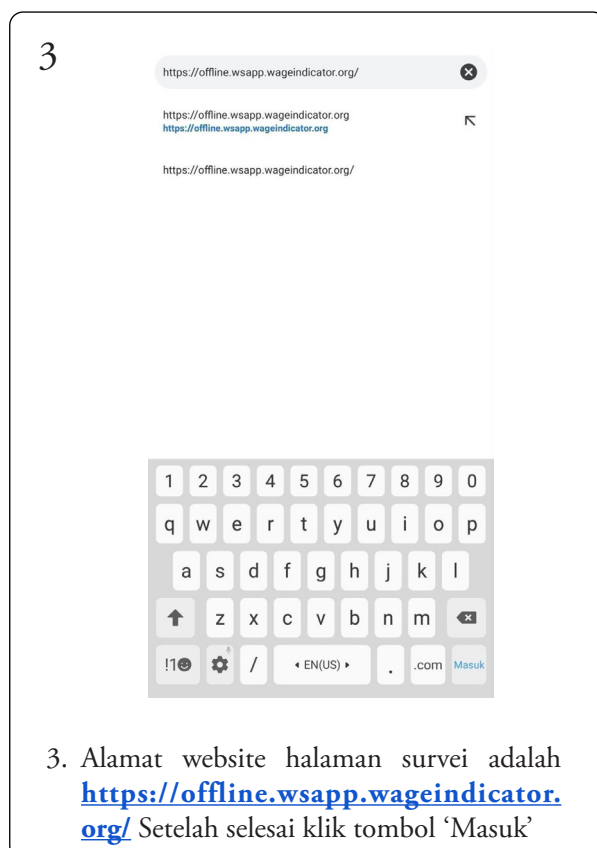 3
https://offline.wsapp.wageindicator.org/
https://offline.wsapp.wageindicator.org
https://offline.wsapp.wageindicator.org
https://offline.wsapp.wageindicator.org/
1 2 3 4 5 6 7 8 9 0
q w e r t y u i o p
a s d f g h j k l
z x c v b n m
!1 / EN(US) . .com Masuk
3. Alamat website halaman survei adalah
https://offline.wsapp.wageindicator.
org/ Setelah selesai klik tombol ‘Masuk’